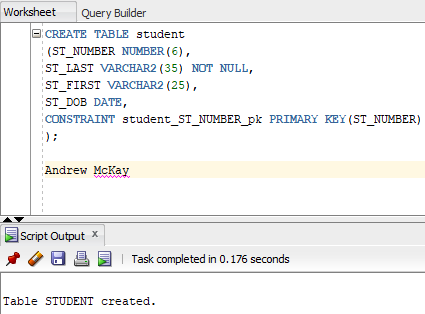 Worksheet Query Builder
CREATE TABLE student
(ST_NUMBER NUMBER(6),
ST_LAST VARCHAR2(35) NOT NULL,
ST_FIRST VARCHAR2(25),
ST_DOB DATE,
CONSTRAINT student_ST_NUMBER_pk PRIMARY KEY(ST_NUMBER)
);
Andrew McKay
Script Output x
Task completed in 0.176 seconds
Table STUDENT created.